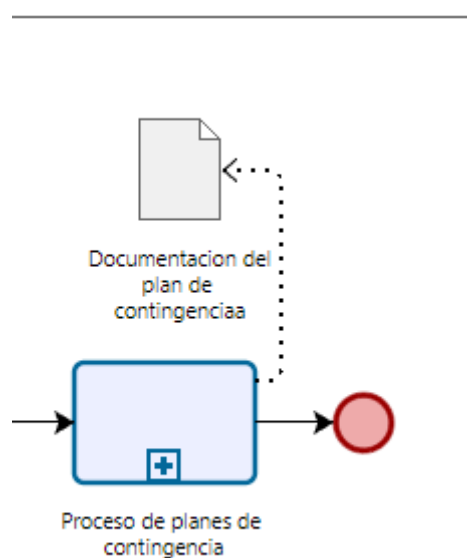 Documentacion del
plan de
contingenciaa
Proceso de planes de
contingencia